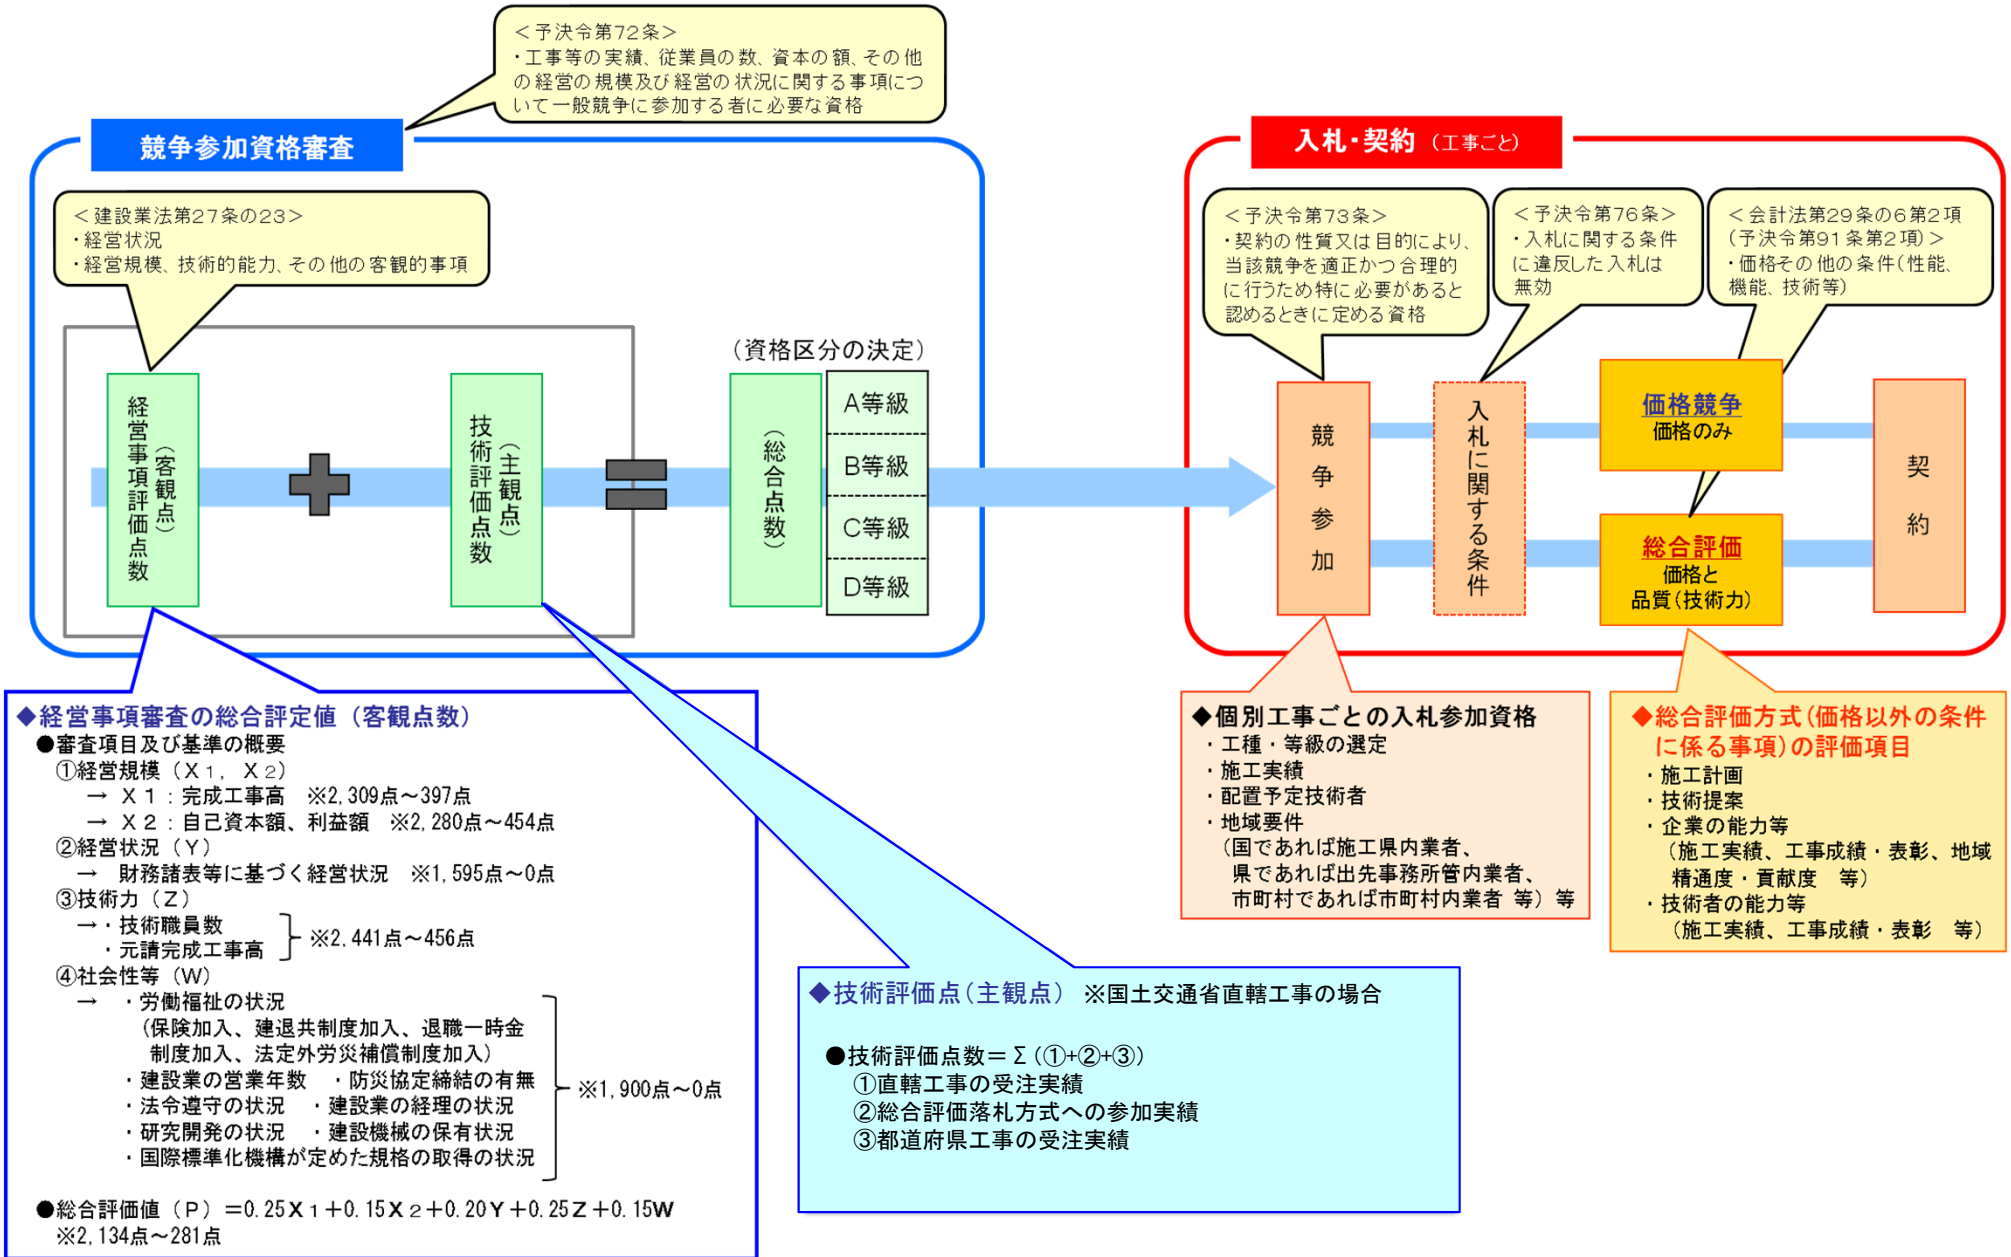 ＜予決令第72条＞
・工事等の実績、従業員の数、資本の額、その他
の経営の規模及び経営の状況に関する事項につ
いて一般競争に参加する者に必要な資格
競争参加資格審査
＜建設業法第27条の23＞
・経営状況
・経営規模、技術的能力、その他の客観的事項
経営事項評価点数
（客観点）
技術評価点数
（主観点）
（総合点数）
（資格区分の決定）
A等級
B等級
C等級
D等級
入札・契約（工事ごと）
＜予決令第73条＞
・契約の性質又は目的により、
当該競争を適正かつ合理的
に行うため特に必要があると
認めるときに定める資格
＜予決令第76条＞
・入札に関する条件
に違反した入札は
無効
＜会計法第29条の6第2項
（予決令第91条第2項）＞
・価格その他の条件（性能、
機能、技術等）
競争参加
入札に関する条件
価格競争
価格のみ
総合評価
価格と
品質（技術力）
契約
◆経営事項審査の総合評定値（客観点数）
●審査項目及び基準の概要
①経営規模（Ｘ１，Ｘ２）
→ Ｘ１：完成工事高 ※2,309点～397点
→ Ｘ２：自己資本額、利益額 ※2,280点～454点
②経営状況（Ｙ）
→ 財務諸表等に基づく経営状況 ※1,595点～0点
③技術力（Ｚ）
→・技術職員数
・元請完成工事高
※2,441点～456点
④社会性等（Ｗ）
→ ・労働福祉の状況
（保険加入、建退共制度加入、退職一時金
制度加入、法定外労災補償制度加入）
・建設業の営業年数 ・防災協定締結の有無
・法令遵守の状況 ・建設業の経理の状況
・研究開発の状況 ・建設機械の保有状況
・国際標準化機構が定めた規格の取得の状況
※1,900点～0点
●総合評価値（Ｐ）＝0.25Ｘ１＋0.15Ｘ２＋0.20Ｙ＋0.25Ｚ＋0.15W
※2,134点～281点
◆技術評価点（主観点） ※国土交通省直轄工事の場合
●技術評価点数＝Σ（①+②+③）
①直轄工事の受注実績
②総合評価落札方式への参加実績
③都道府県工事の受注実績
◆個別工事ごとの入札参加資格
・工種・等級の選定
・施工実績
・配置予定技術者
・地域要件
（国であれば施工県内業者、
県であれば出先事務所管内業者、
市町村であれば市町村内業者 等）等
◆総合評価方式（価格以外の条件
に係る事項）の評価項目
・施工計画
・技術提案
・企業の能力等
（施工実績、工事成績・表彰、地域
精通度・貢献度 等）
・技術者の能力等
（施工実績、工事成績・表彰 等）